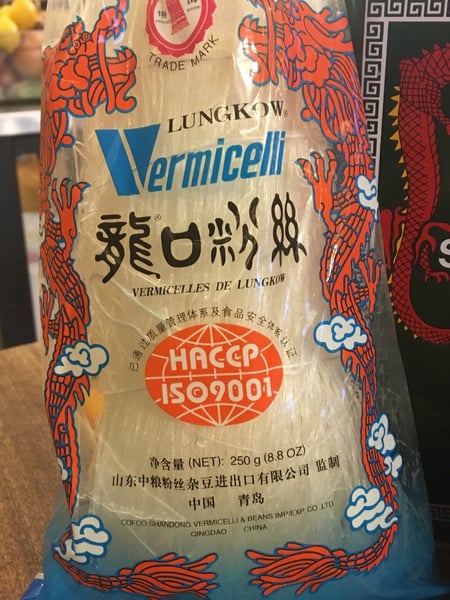 TRADE MARK
LUNGKOW®
Vermicelli
龍®口粉絲
VERMICELLES DE LUNGKOW
已通过质量管理体系及食品安全体系认证
HACCP
ISO9001
净含量 (NET): 250 g (8.8 OZ)
山东中粮粉丝杂豆进出口有限公司 监制
中国 青岛
COFCO-SHANDONG VERMICELLI & BEANS IMP/EXP CO.,LTD
QINGDAO CHINA
S